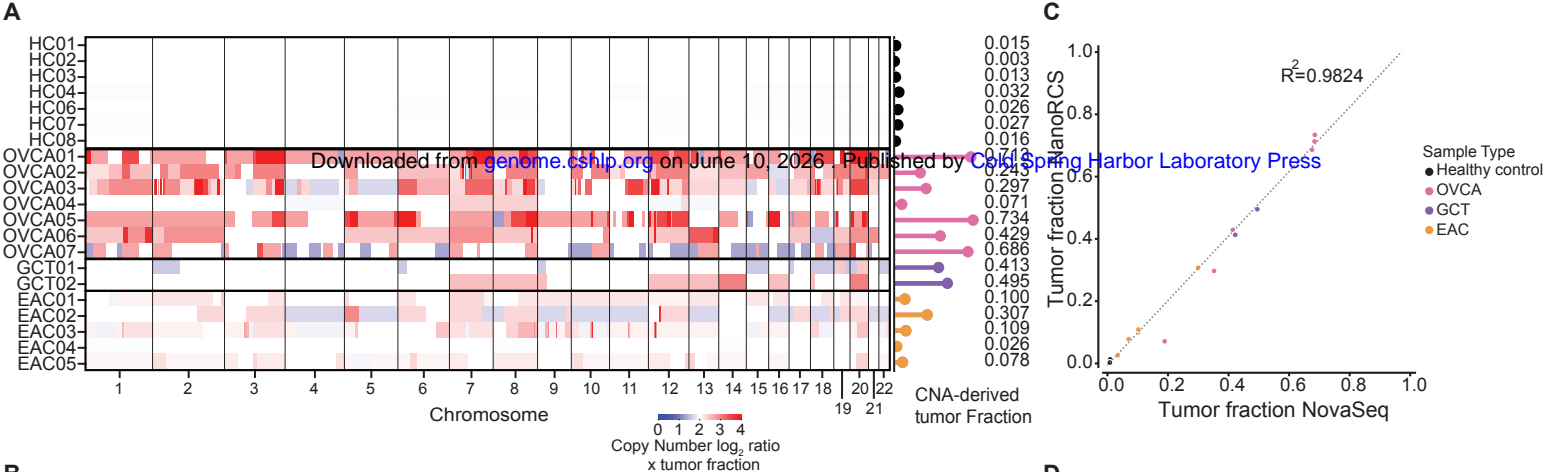 A
C
HC01
HC02
HC03
HC04
HC06
HC07
HC08
OVCA01
OVCA02
OVCA03
OVCA04
OVCA05
OVCA06
OVCA07
GCT01
GCT02
EAC01
EAC02
EAC03
EAC04
EAC05
0.015
0.003
0.013
0.032
0.026
0.027
0.016
0.712
0.243
0.297
0.071
0.734
0.429
0.686
0.413
0.495
0.100
0.307
0.109
0.026
0.078
Downloaded from genome.cshlp.org on June 10, 2026 . Published by Cold Spring Harbor Laboratory Press
1 2 3 4 5 6 7 8 9 10 11 12 13 14 15 16 17 18 20 22
19 21
Chromosome
CNA-derived
tumor Fraction
0 1 2 3 4
Copy Number log2 ratio
x tumor fraction
Tumor fraction NanoRCS
1.0
0.8
0.6
0.4
0.2
0.0
R2=0.9824
0.0 0.2 0.4 0.6 0.8 1.0
Tumor fraction NovaSeq
Sample Type
Healthy control
OVCA
GCT
EAC